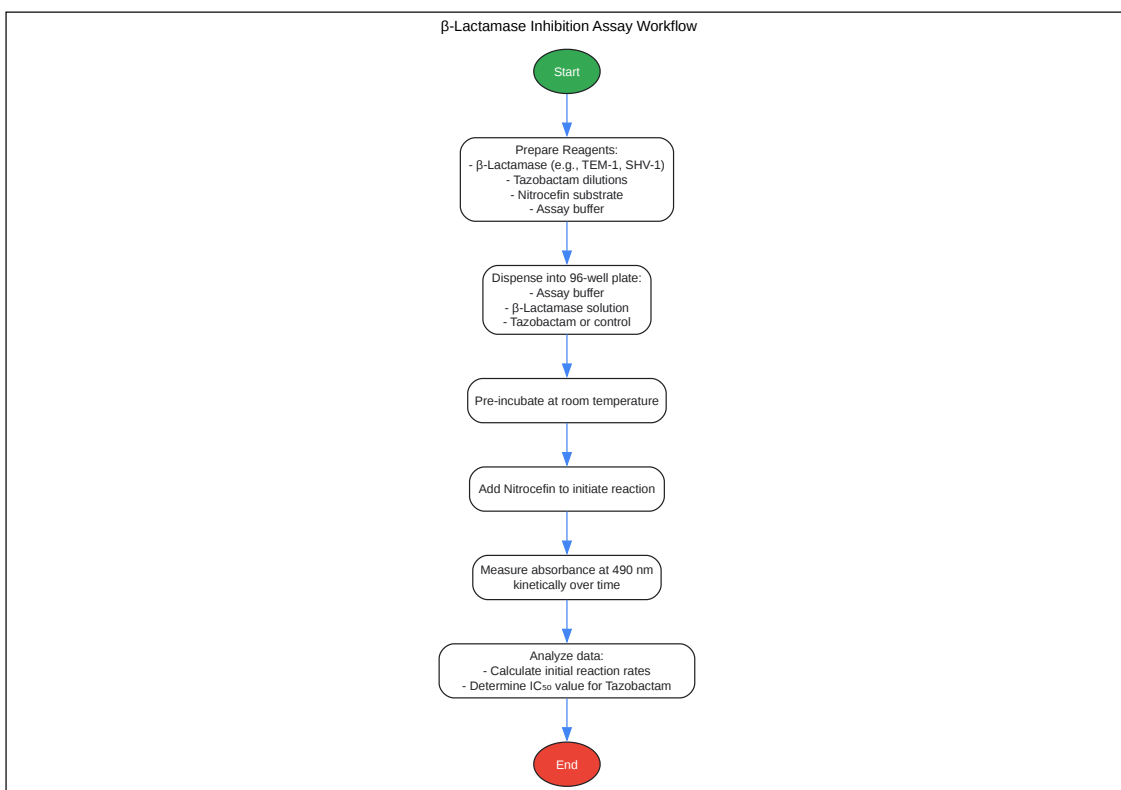 β-Lactamase Inhibition Assay Workflow
Start
Prepare Reagents:
- β-Lactamase (e.g., TEM-1, SHV-1)
- Tazobactam dilutions
- Nitrocefin substrate
- Assay buffer
Dispense into 96-well plate:
- Assay buffer
- β-Lactamase solution
- Tazobactam or control
Pre-incubate at room temperature
Add Nitrocefin to initiate reaction
Measure absorbance at 490 nm
kinetically over time
Analyze data:
- Calculate initial reaction rates
- Determine IC₅₀ value for Tazobactam
End